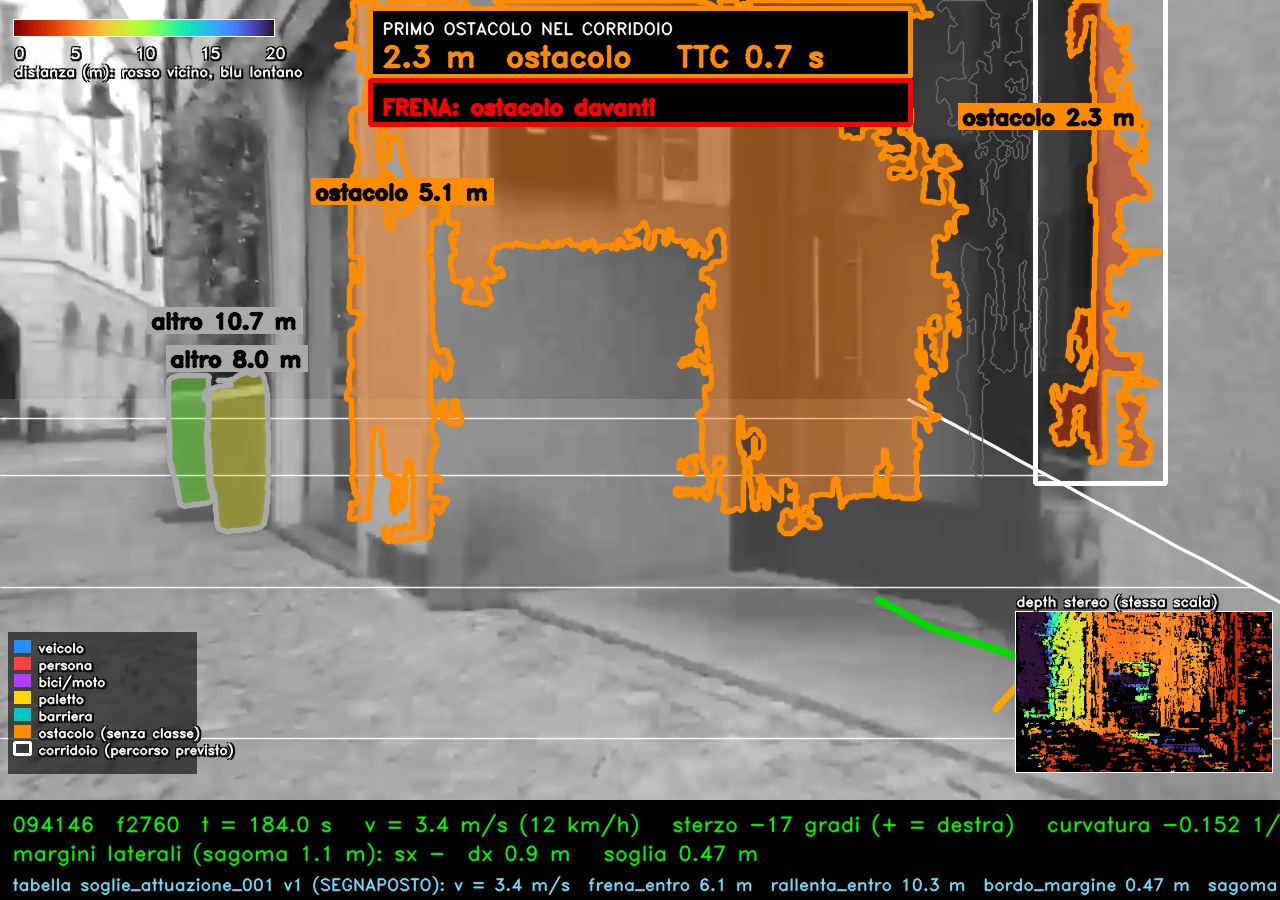 PRIMO OSTACOLO NEL CORRIDOIO
2.3 m ostacolo TTC 0.7 s
FRENA: ostacolo davanti
0 5 10 15 20
distanza (m): rosso vicino, blu lontano
ostacolo 2.3 m
ostacolo 5.1 m
altro 10.7 m
altro 8.0 m
depth stereo (stessa scala)
veicolo
persona
bici/moto
paletto
barriera
ostacolo (senza classe)
corridoio (percorso previsto)
094146 f2760 t = 184.0 s v = 3.4 m/s (12 km/h) sterzo -17 gradi (+ = destra) curvatura -0.152 1/
margini laterali (sagoma 1.1 m): sx - dx 0.9 m soglia 0.47 m
tabella soglie_attuazione_001 v1 (SEGNAPOSTO): v = 3.4 m/s frena_entro 6.1 m rallenta_entro 10.3 m bordo_margine 0.47 m sagoma